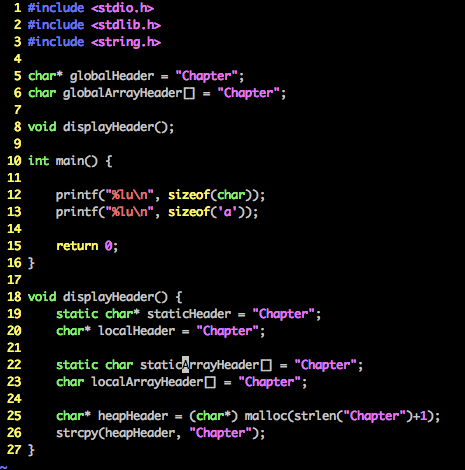 1 #include <stdio.h>
2 #include <stdlib.h>
3 #include <string.h>
4
5 char* globalHeader = "Chapter";
6 char globalArrayHeader[] = "Chapter";
7
8 void displayHeader();
9
10 int main() {
11
12     printf("%lu\n", sizeof(char));
13     printf("%lu\n", sizeof('a'));
14
15     return 0;
16 }
17
18 void displayHeader() {
19     static char* staticHeader = "Chapter";
20     char* localHeader = "Chapter";
21
22     static char staticArrayHeader[] = "Chapter";
23     char localArrayHeader[] = "Chapter";
24
25     char* heapHeader = (char*) malloc(strlen("Chapter")+1);
26     strcpy(heapHeader, "Chapter");
27 }
~